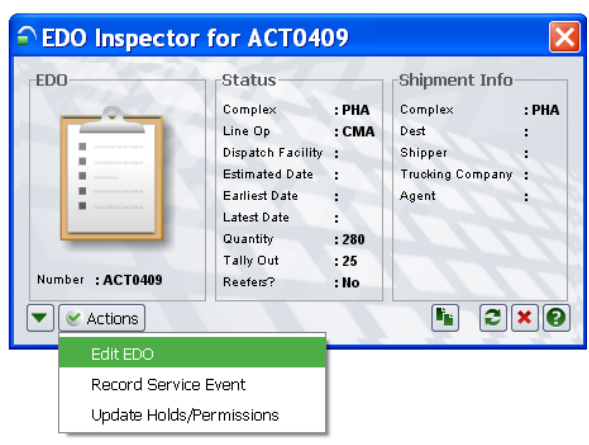 EDO Inspector for ACT0409
EDO
Number : ACT0409
Status
Complex : PHA
Line Op : CMA
Dispatch Facility :
Estimated Date :
Earliest Date :
Latest Date :
Quantity : 280
Tally Out : 25
Reefers? : No
Shipment Info
Complex : PHA
Dest :
Shipper :
Trucking Company :
Agent :
Actions
Edit EDO
Record Service Event
Update Holds/Permissions